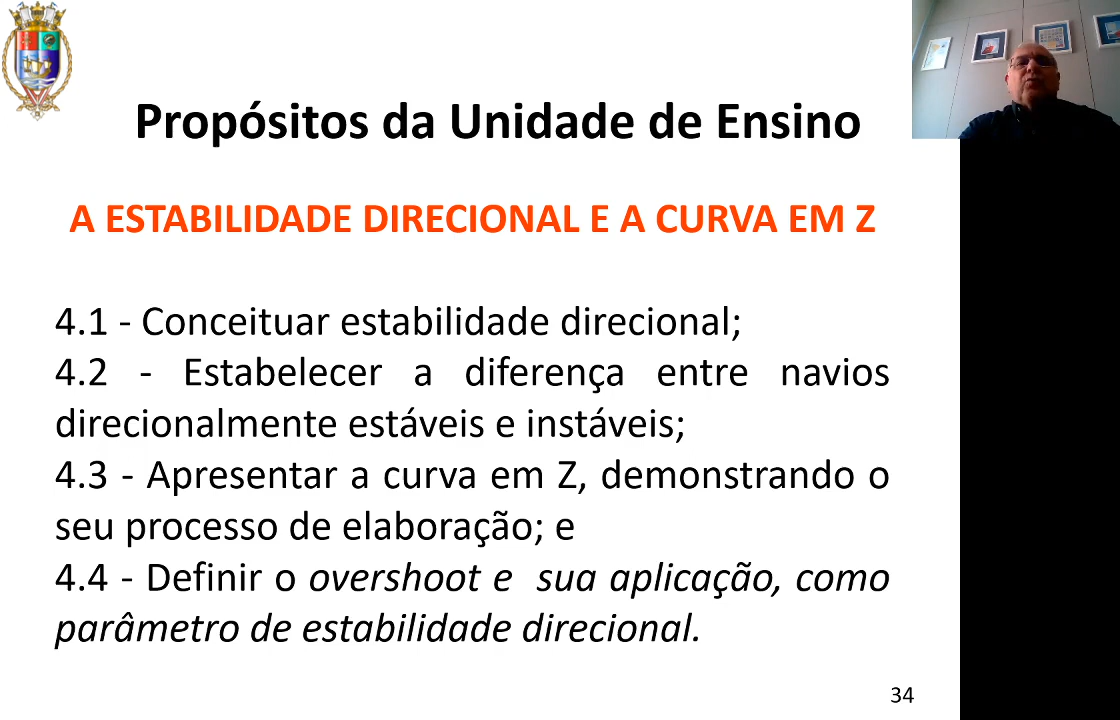 Propósitos da Unidade de Ensino
A ESTABILIDADE DIRECIONAL E A CURVA EM Z
4.1 - Conceituar estabilidade direcional;
4.2 - Estabelecer a diferença entre navios
direcionalmente estáveis e instáveis;
4.3 - Apresentar a curva em Z, demonstrando o
seu processo de elaboração; e
4.4 - Definir o overshoot e sua aplicação, como
parâmetro de estabilidade direcional.
34